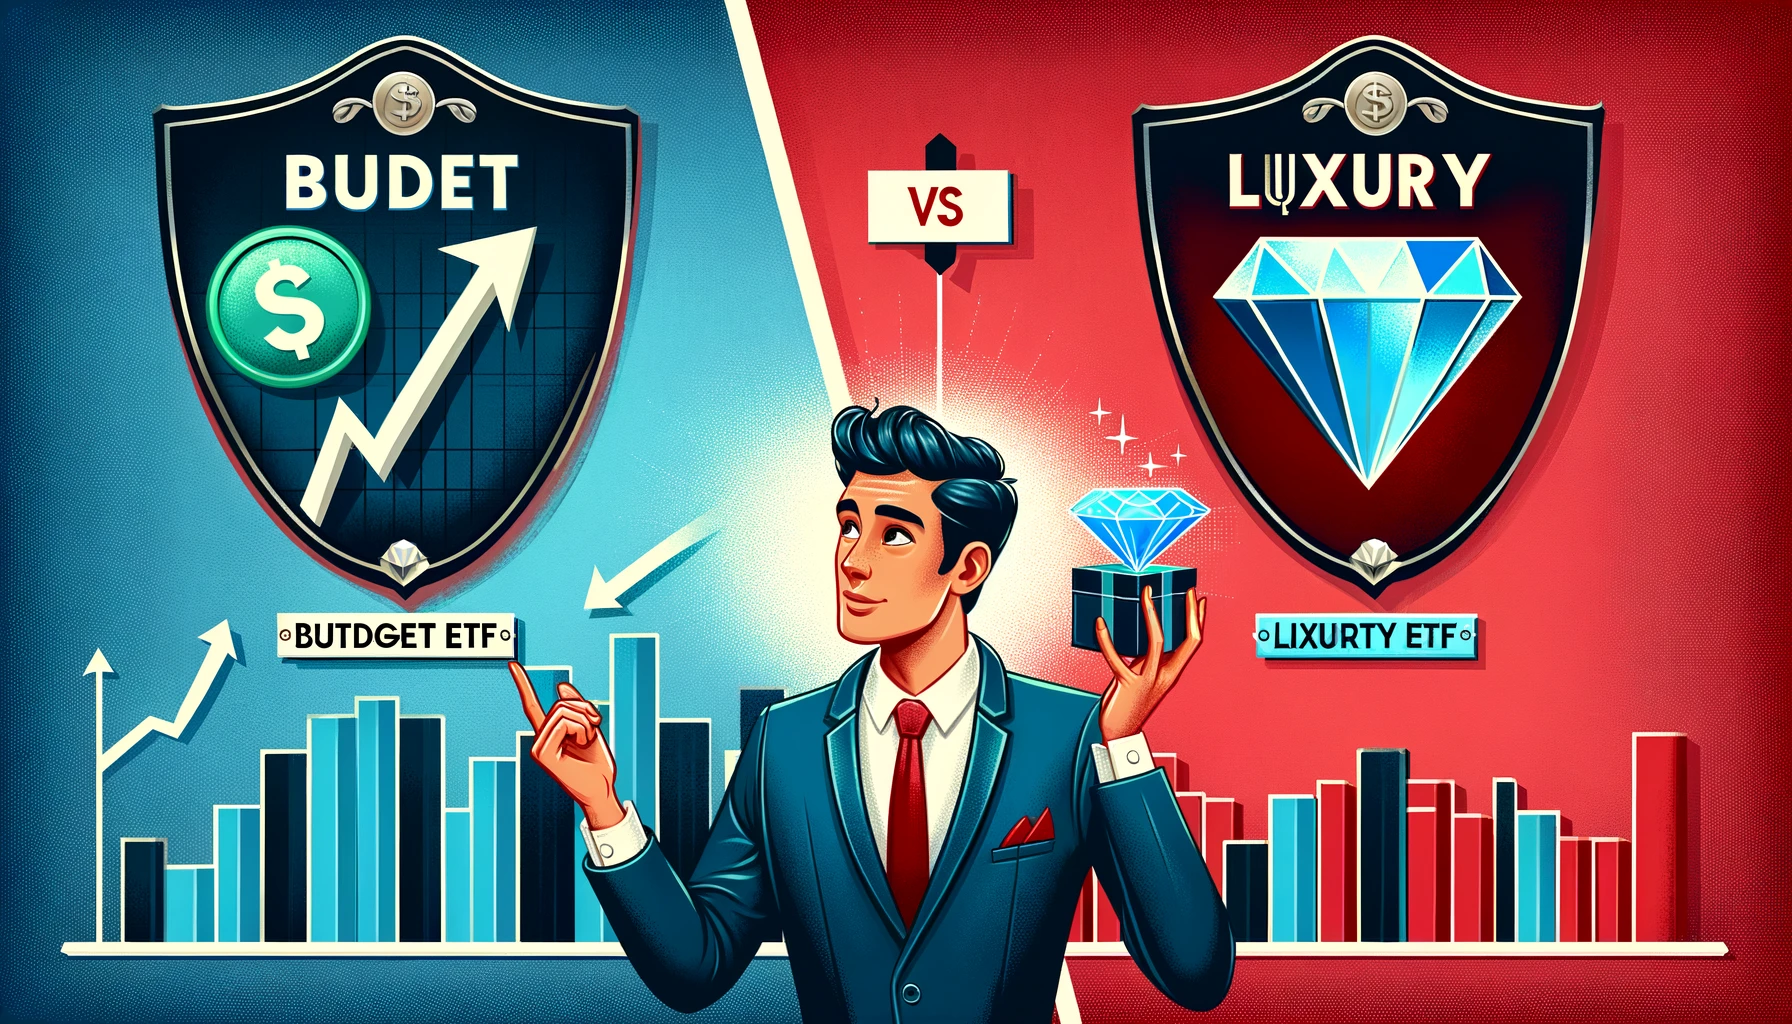 BUDET
VS
LUXURY
$
BUTDGET ETF
LIXURTY ETF